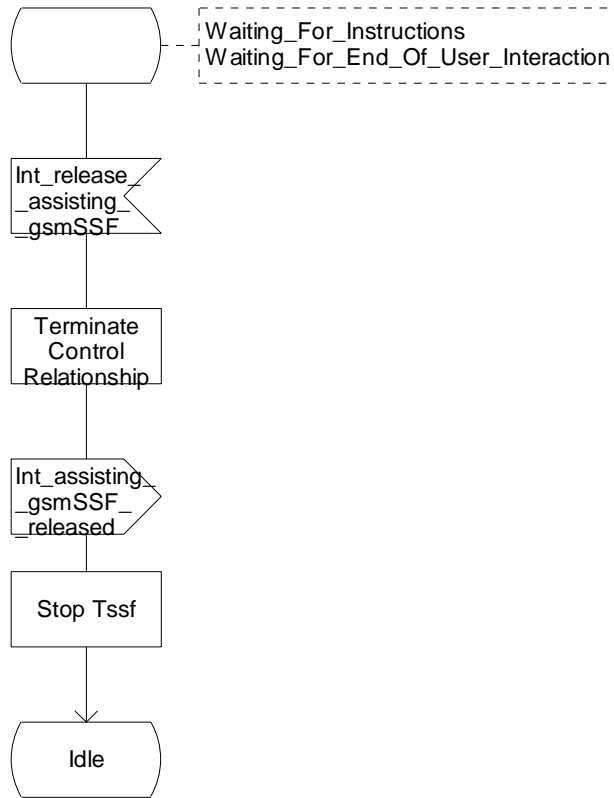 Waiting_For_Instructions
Waiting_For_End_Of_User_Interaction
Int_release_
_assisting_
_gsmSSF
Terminate
Control
Relationship
Int_assisting_
_gsmSSF_
_released
Stop Tssf
Idle